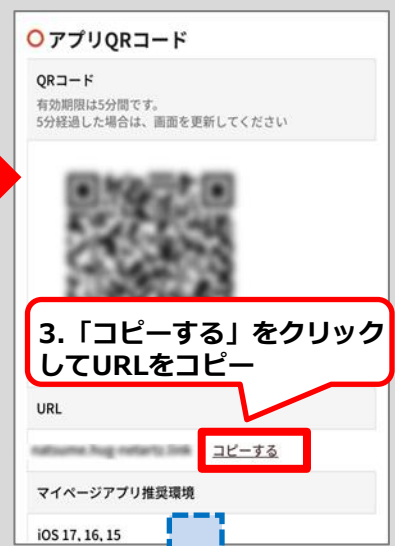 アプリQRコード
QRコード
有効期限は5分間です。
5分経過した場合は、画面を更新してください
3.「コピーする」をクリック
してURLをコピー
URL
コピーする
マイページアプリ推奨環境
iOS 17, 16, 15